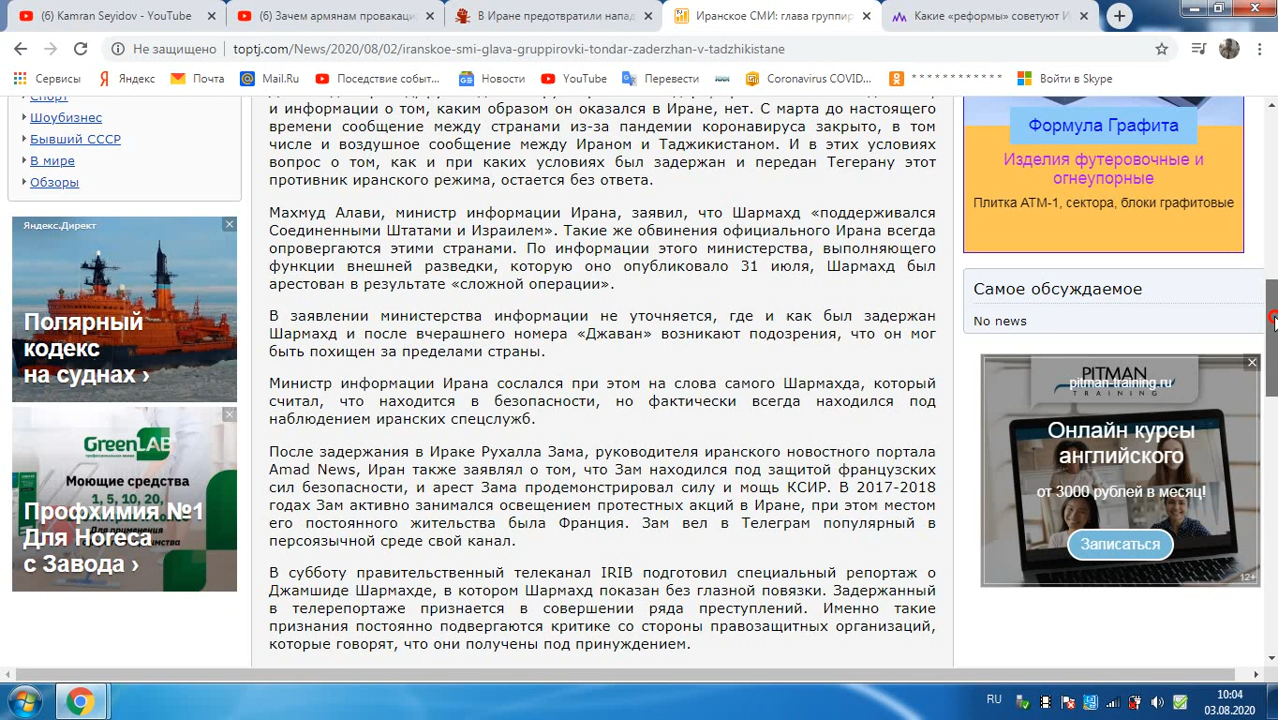 (6) Kamran Seyidov - YouTube
(6) Зачем армянам провокаци
В Иране предотвратили напад
Иранское СМИ: глава группир
Какие «реформы» советуют И
Не защищено
toptj.com/News/2020/08/02/iranskoe-smi-glava-gruppirovki-tondar-zaderzhan-v-tadzhikistane
Сервисы
Яндекс
Почта
Mail.Ru
Поседствие событ...
Новости
YouTube
Перевести
Coronavirus COVID...
* * * * * * * * * * * *
Войти в Skype
Спорт
Шоубизнес
Бывший СССР
В мире
Обзоры
Яндекс.Директ
Полярный
кодекс
на суднах ›
GreenLAB
Моющие средства
1, 5, 10, 20,
Профхимия №1
Для Horeca
с Завода ›
и информации о том, каким образом он оказался в Иране, нет. С марта до настоящего
времени сообщение между странами из-за пандемии коронавируса закрыто, в том
числе и воздушное сообщение между Ираном и Таджикистаном. И в этих условиях
вопрос о том, как и при каких условиях был задержан и передан Тегерану этот
противник иранского режима, остается без ответа.
Махмуд Алави, министр информации Ирана, заявил, что Шармахд «поддерживался
Соединенными Штатами и Израилем». Такие же обвинения официального Ирана всегда
опровергаются этими странами. По информации этого министерства, выполняющего
функции внешней разведки, которую оно опубликовало 31 июля, Шармахд был
арестован в результате «сложной операции».
В заявлении министерства информации не уточняется, где и как был задержан
Шармахд и после вчерашнего номера «Джаван» возникают подозрения, что он мог
быть похищен за пределами страны.
Министр информации Ирана сослался при этом на слова самого Шармахда, который
считал, что находится в безопасности, но фактически всегда находился под
наблюдением иранских спецслужб.
После задержания в Ираке Рухалла Зама, руководителя иранского новостного портала
Amad News, Иран также заявлял о том, что Зам находился под защитой французских
сил безопасности, и арест Зама продемонстрировал силу и мощь КСИР. В 2017-2018
годах Зам активно занимался освещением протестных акций в Иране, при этом местом
его постоянного жительства была Франция. Зам вел в Телеграм популярный в
персоязычной среде свой канал.
В субботу правительственный телеканал IRIB подготовил специальный репортаж о
Джамшиде Шармахде, в котором Шармахд показан без глазной повязки. Задержанный
в телерепортаже признается в совершении ряда преступлений. Именно такие
признания постоянно подвергаются критике со стороны правозащитных организаций,
которые говорят, что они получены под принуждением.
Формула Графита
Изделия футеровочные и
огнеупорные
Плитка АТМ-1, сектора, блоки графитовые
Самое обсуждаемое
No news
PITMAN
TRAINING
pitman-training.ru
Онлайн курсы
английского
от 3000 рублей в месяц!
Записаться
12+
RU
10:04
03.08.2020